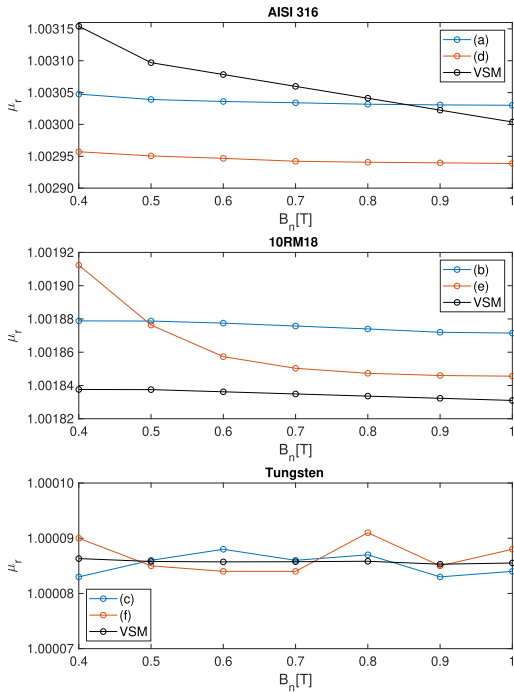 AISI 316
1.00315
1.00310
1.00305
1.00300
1.00295
1.00290
μr
0.4 0.5 0.6 0.7 0.8 0.9 1
Bn[T]
(a)
(d)
VSM
10RM18
1.00192
1.00190
1.00188
1.00186
1.00184
1.00182
μr
0.4 0.5 0.6 0.7 0.8 0.9 1
Bn[T]
(b)
(e)
VSM
Tungsten
1.00010
1.00009
1.00008
1.00007
μr
0.4 0.5 0.6 0.7 0.8 0.9 1
Bn[T]
(c)
(f)
VSM